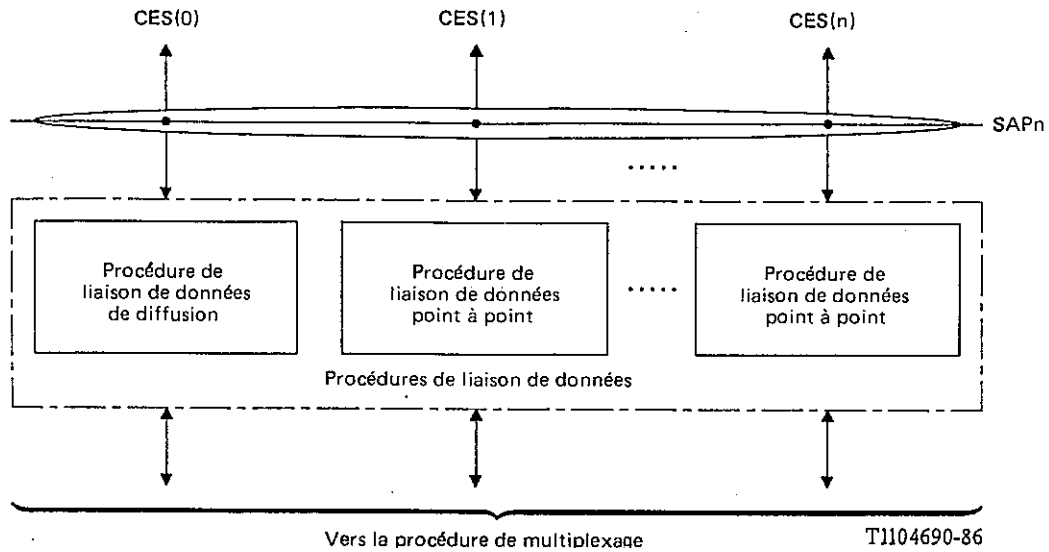 CES(0) CES(1) CES(n)
SAPn
.....
Procédure de
liaison de données
de diffusion
Procédure de
liaison de données
point à point
.....
Procédure de
liaison de données
point à point
Procédures de liaison de données
Vers la procédure de multiplexage
T1104690-86